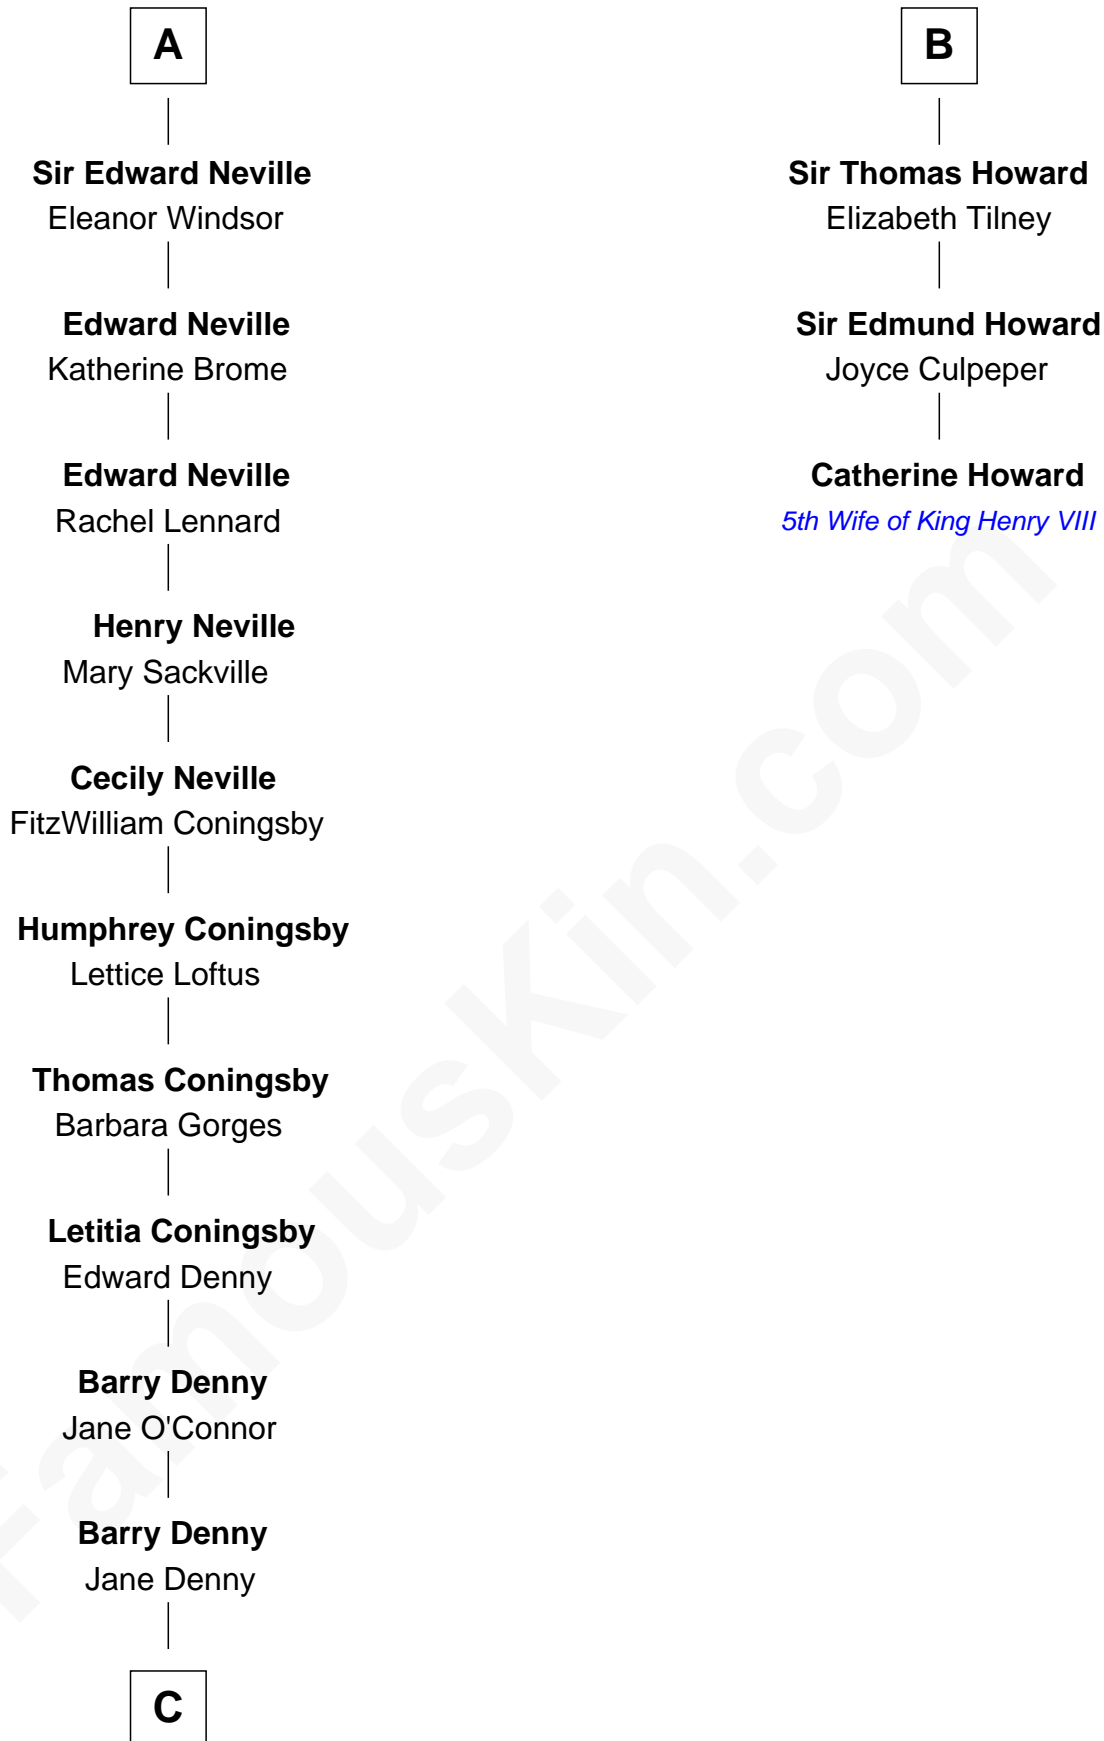 A
Sir Edward Neville
Eleanor Windsor
Edward Neville
Katherine Brome
Edward Neville
Rachel Lennard
Henry Neville
Mary Sackville
Cecily Neville
FitzWilliam Coningsby
Humphrey Coningsby
Lettice Loftus
Thomas Coningsby
Barbara Gorges
Letitia Coningsby
Edward Denny
Barry Denny
Jane O'Connor
Barry Denny
Jane Denny
C
B
Sir Thomas Howard
Elizabeth Tilney
Sir Edmund Howard
Joyce Culpeper
Catherine Howard
5th Wife of King Henry VIII
FamousKin.com